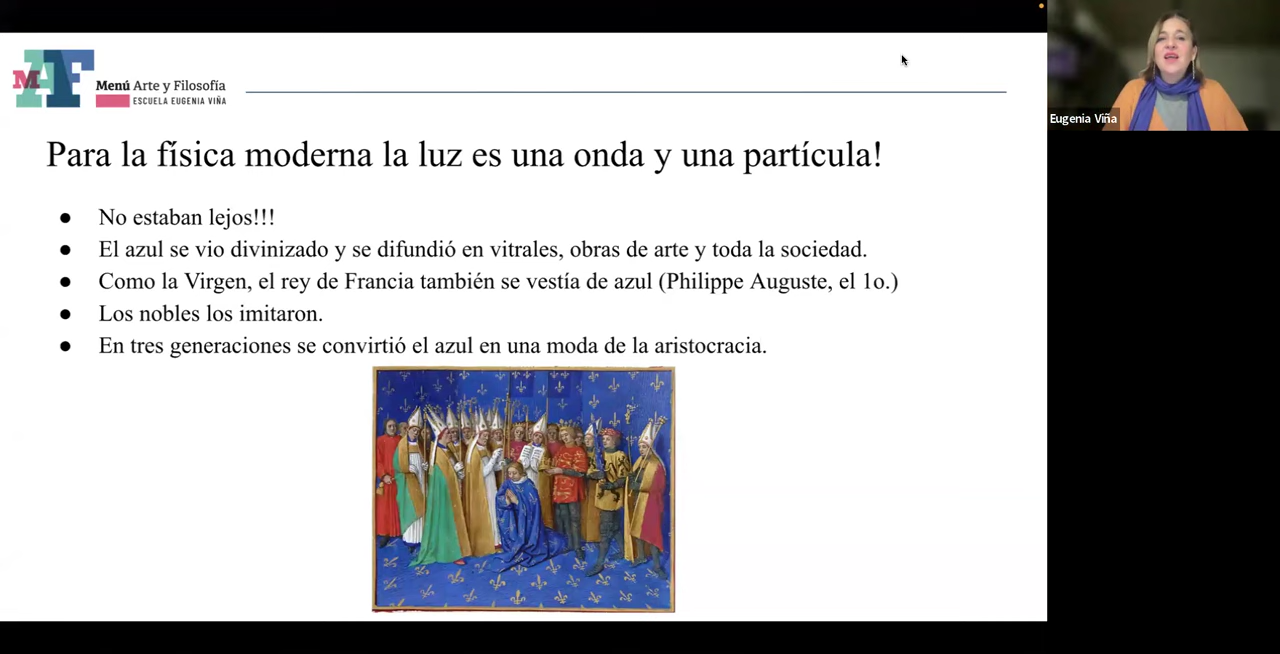 MAF
Menú Arte y Filosofía
ESCUELA EUGENIA VIÑA
Eugenia Viña
Para la física moderna la luz es una onda y una partícula!
● No estaban lejos!!!
● El azul se vio divinizado y se difundió en vitrales, obras de arte y toda la sociedad.
● Como la Virgen, el rey de Francia también se vestía de azul (Philippe Auguste, el 1o.)
● Los nobles los imitaron.
● En tres generaciones se convirtió el azul en una moda de la aristocracia.